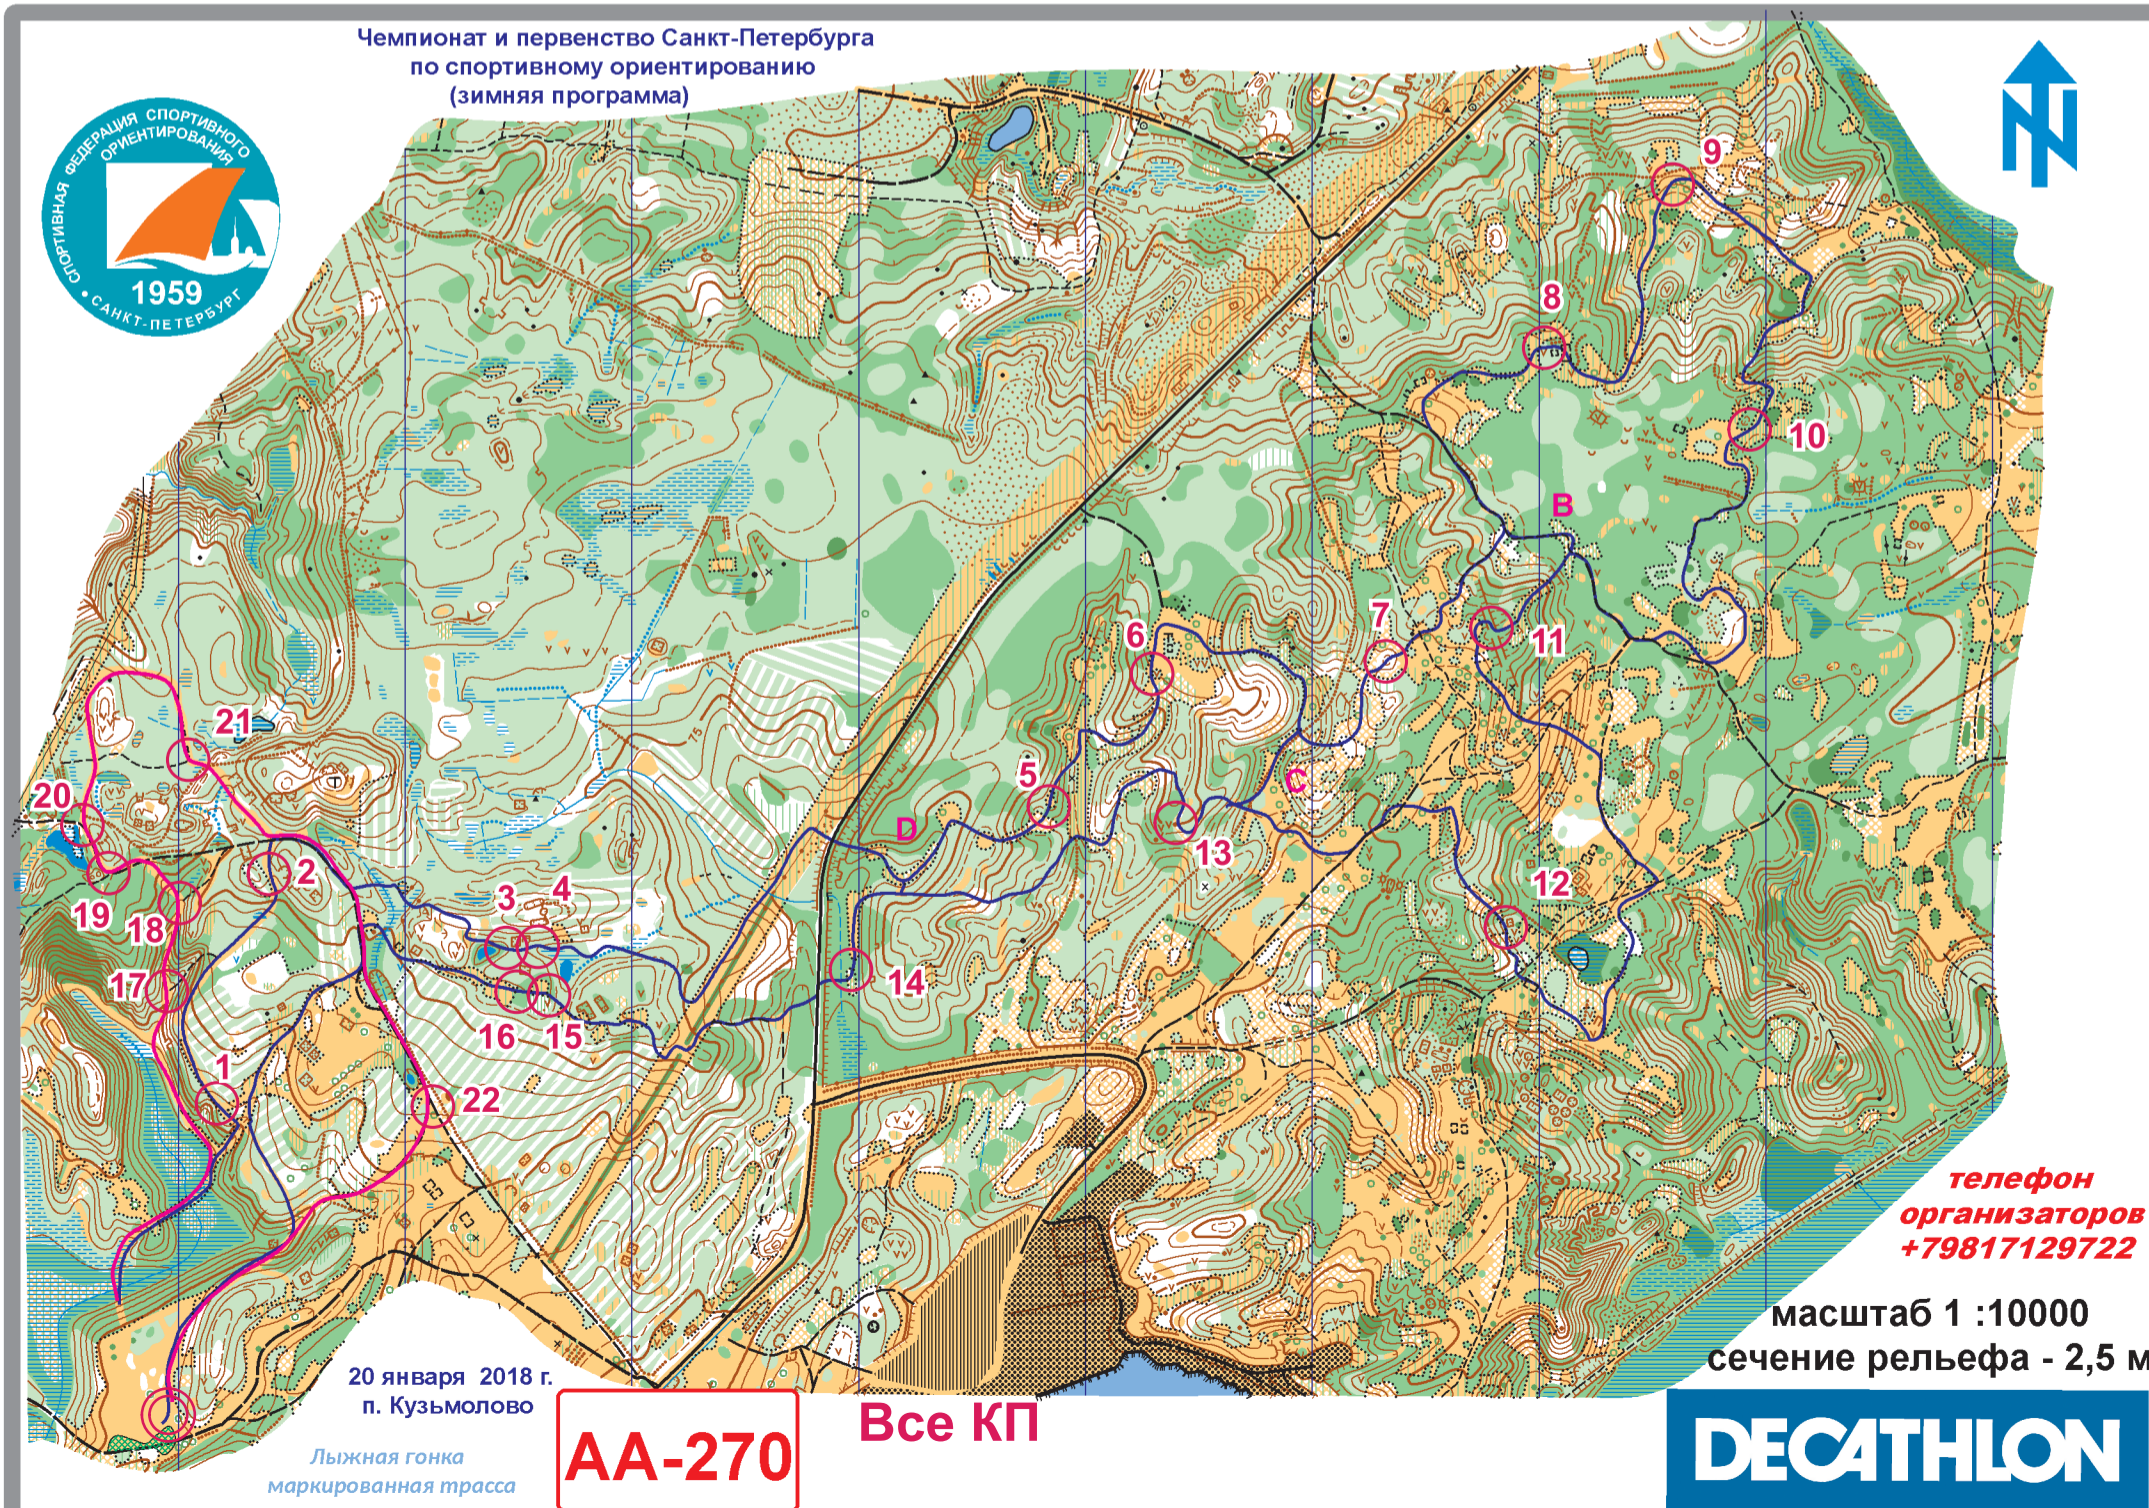 Чемпионат и первенство Санкт-Петербурга
по спортивному ориентированию
(зимняя программа)
СПОРТИВНАЯ ФЕДЕРАЦИЯ СПОРТИВНОГО
ОРИЕНТИРОВАНИЯ
1959
• САНКТ-ПЕТЕРБУРГ •
9
8
10
B
6
7
11
21
5
C
20
D
13
2
3
4
12
19
18
17
14
16
15
1
22
15
телефон
организаторов
+79817129722
масштаб 1 :10000
сечение рельефа - 2,5 м
20 января 2018 г.
п. Кузьмолово
Лыжная гонка
маркированная трасса
АА-270
Все КП
DECATHLON